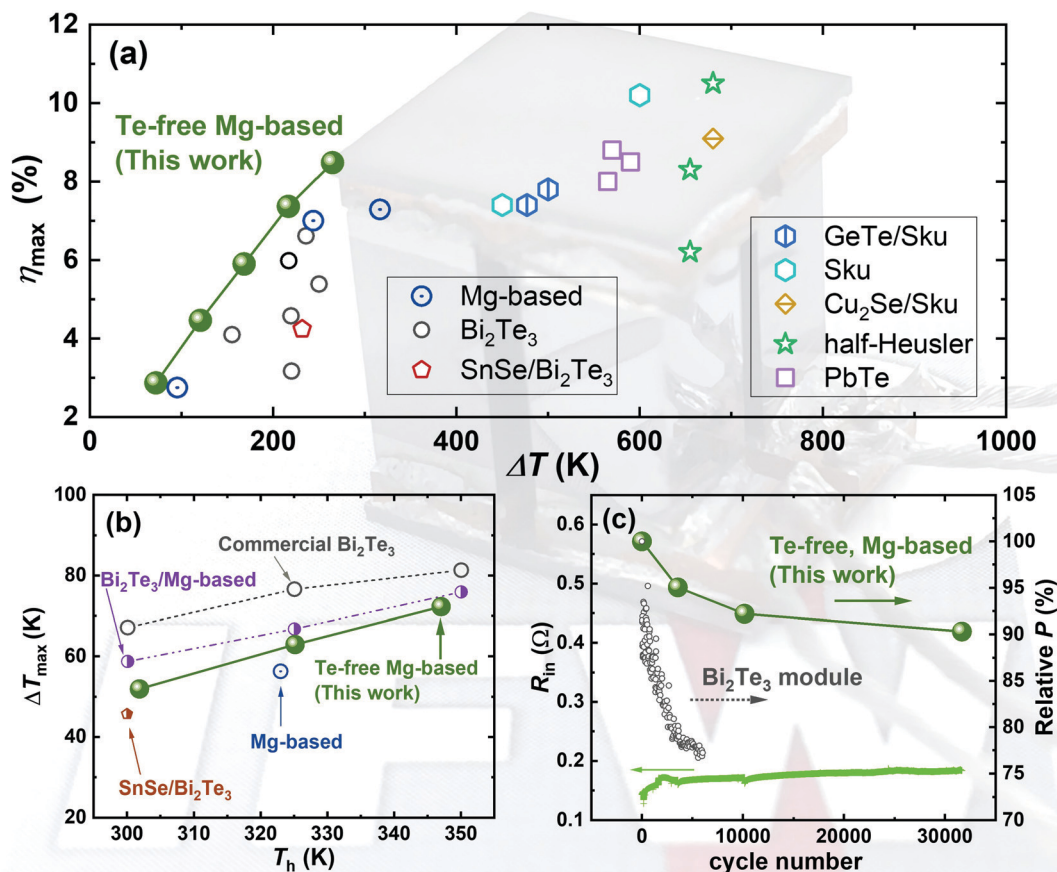 (a)
12
10
8
6
4
2
η_max (%)
Te-free Mg-based
(This work)
Mg-based
Bi₂Te₃
SnSe/Bi₂Te₃
GeTe/Sku
Sku
Cu₂Se/Sku
half-Heusler
PbTe
0 200 400 600 800 1000
ΔT (K)
(b)
100
80
60
40
20
ΔT_max (K)
Commercial Bi₂Te₃
Bi₂Te₃/Mg-based
Te-free Mg-based
(This work)
Mg-based
SnSe/Bi₂Te₃
300 310 320 330 340 350
T_h (K)
(c)
0.6
0.5
0.4
0.3
0.2
0.1
R_in (Ω)
Te-free, Mg-based
(This work)
Bi₂Te₃ module
105
100
95
90
85
80
75
70
Relative P (%)
0 10000 20000 30000
cycle number